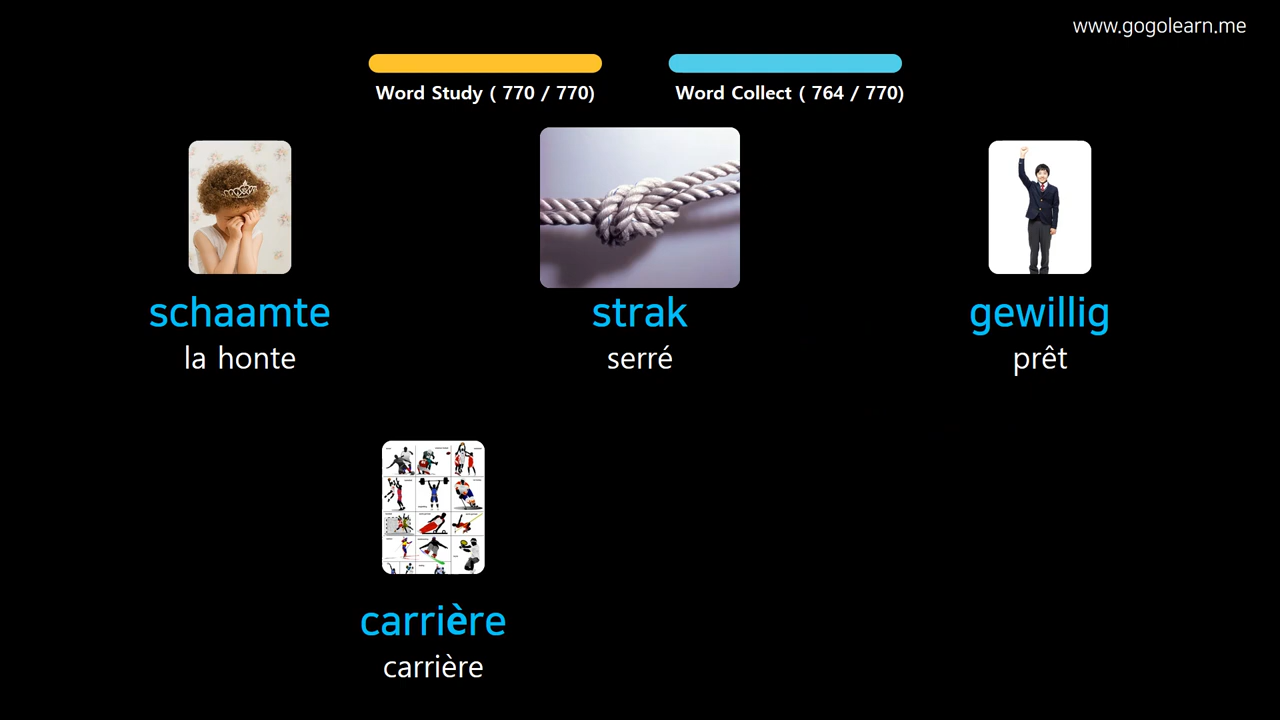 www.gogolearn.me
Word Study ( 770 / 770)
Word Collect ( 764 / 770)
schaamte
strak
gewillig
la honte
serré
prêt
carrière
carrière